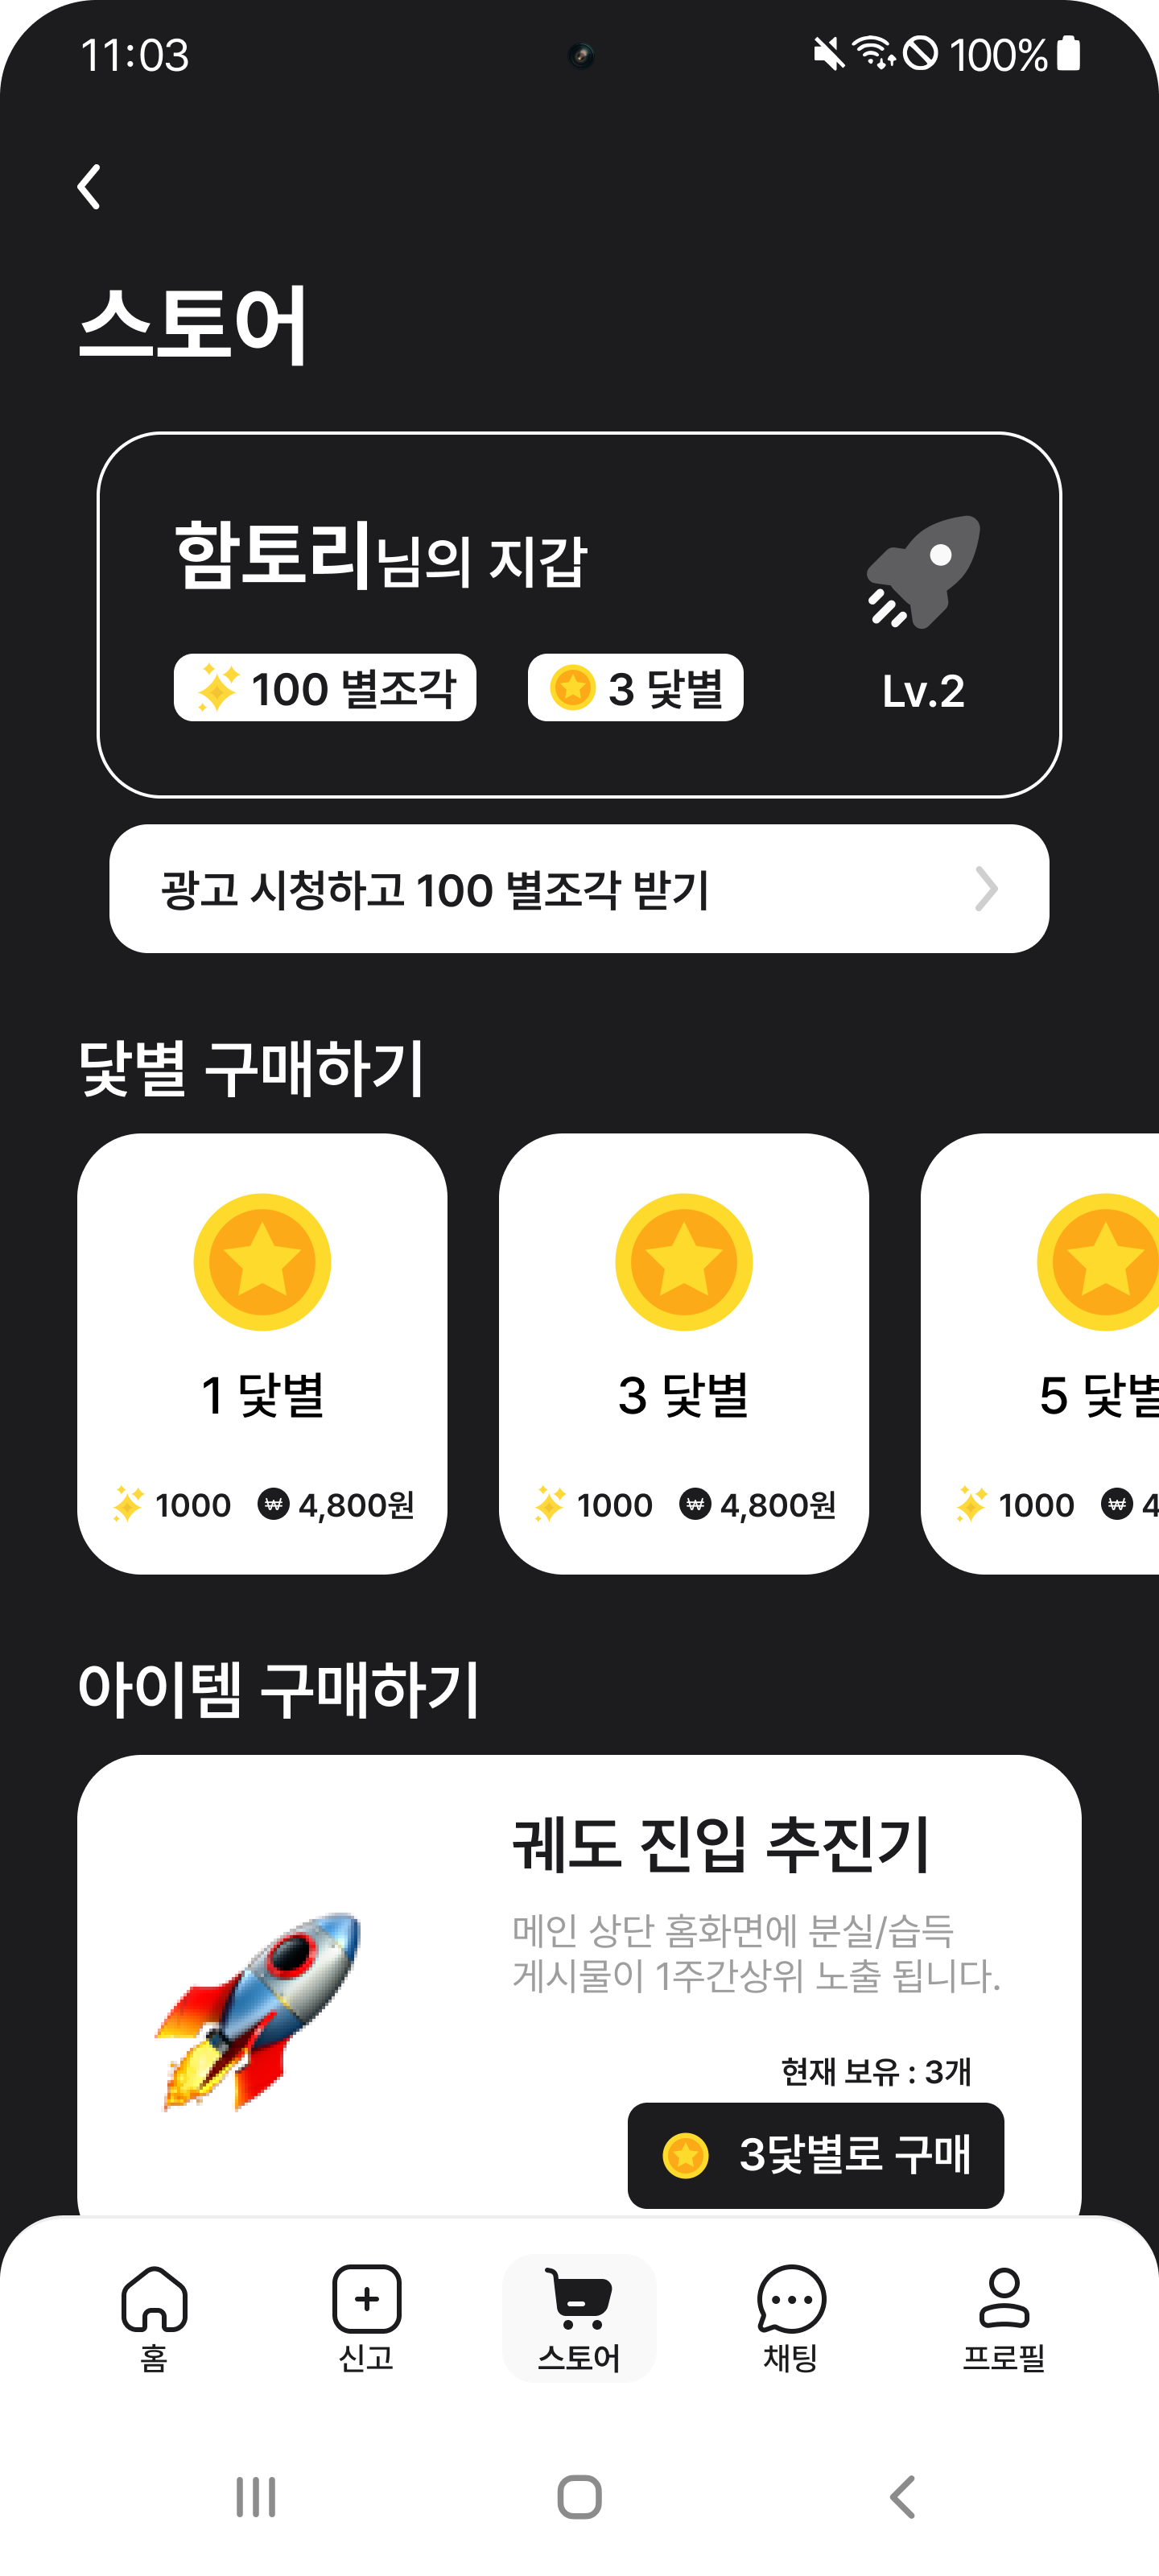 11:03
100%
스토어
함토리님의 지갑
100 별조각
3 닻별
Lv.2
광고 시청하고 100 별조각 받기
닻별 구매하기
1 닻별
1000 ₩ 4,800원
3 닻별
1000 ₩ 4,800원
5 닻별
1000 ₩ 4
아이템 구매하기
궤도 진입 추진기
메인 상단 홈화면에 분실/습득
게시물이 1주간상위 노출 됩니다.
현재 보유 : 3개
3닻별로 구매
홈
신고
스토어
채팅
프로필